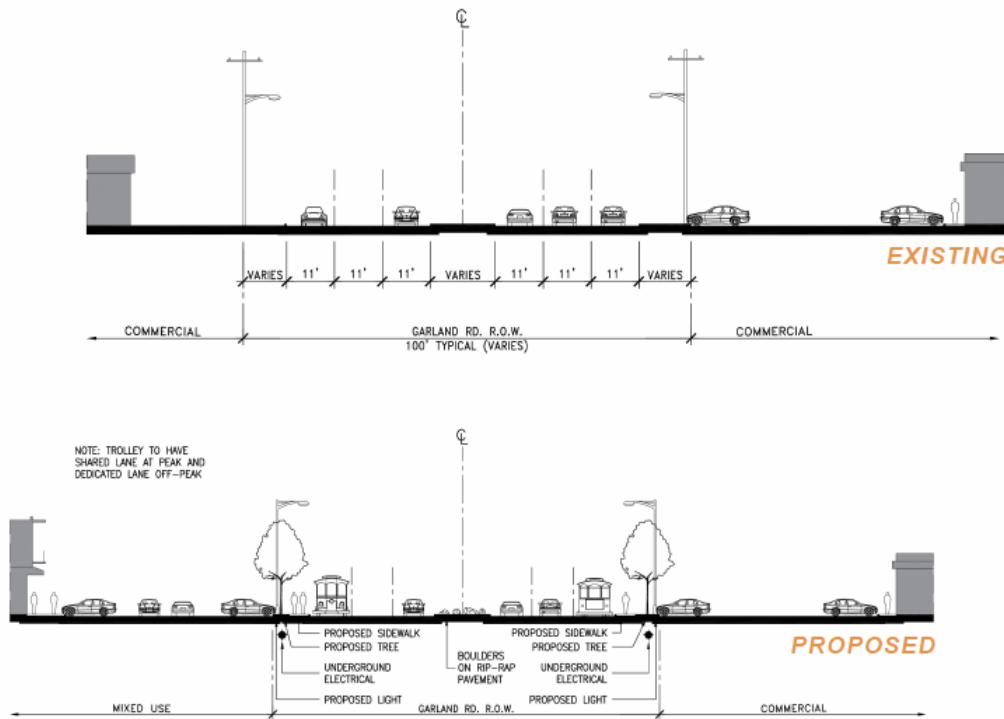 ℄
EXISTING
VARIES 11' 11' 11' VARIES 11' 11' 11' VARIES
COMMERCIAL GARLAND RD. R.O.W. COMMERCIAL
100' TYPICAL (VARIES)
℄
NOTE: TROLLEY TO HAVE
SHARED LANE AT PEAK AND
DEDICATED LANE OFF-PEAK
PROPOSED SIDEWALK
PROPOSED TREE
UNDERGROUND
ELECTRICAL
PROPOSED LIGHT
BOULDERS
ON RIP-RAP
PAVEMENT
PROPOSED SIDEWALK
PROPOSED TREE
UNDERGROUND
ELECTRICAL
PROPOSED LIGHT
PROPOSED
MIXED USE GARLAND RD. R.O.W. COMMERCIAL